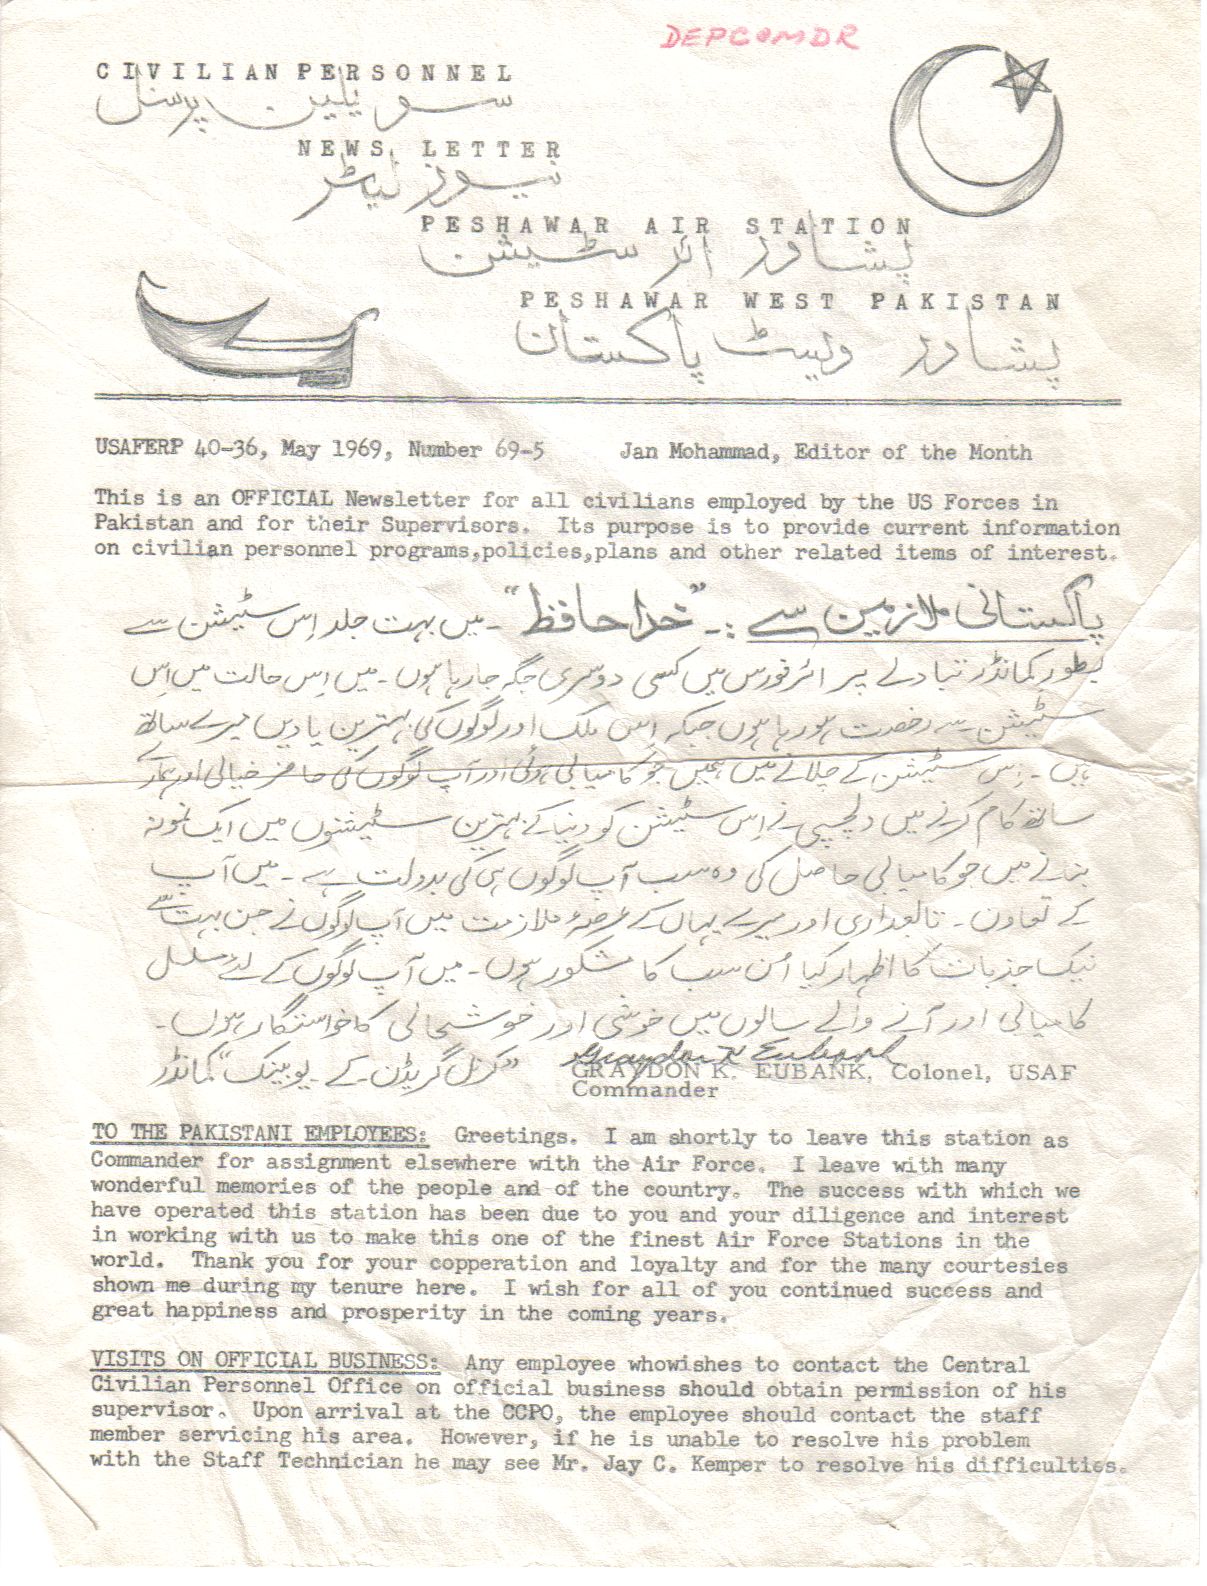 DEPCOMDR
CIVILIAN PERSONNEL
سویلین پرسنل
NEWS LETTER
نیوز لیٹر
PESHAWAR AIR STATION
پشاور ائر سٹیشن
PESHAWAR WEST PAKISTAN
پشاور ویسٹ پاکستان
USAFERP 40-36, May 1969, Number 69-5 Jan Mohammad, Editor of the Month
This is an OFFICIAL Newsletter for all civilians employed by the US Forces in
Pakistan and for their Supervisors. Its purpose is to provide current information
on civilian personnel programs,policies,plans and other related items of interest.
پاکستانی ملازمین سے :۔ "خدا حافظ" ۔ میں بہت جلد اِس سٹیشن سے
بطور کمانڈر تبادلے پر ائر فورس میں کسی دوسری جگہ جا رہا ہوں۔ میں اِس حالت میں اِس
سٹیشن سے رخصت ہو رہا ہوں جبکہ اِس ملک اور لوگوں کی بہترین یادیں میرے ساتھ
ہیں۔ اِس سٹیشن کے چلانے میں ہمیں جو کامیابی ہوئی اور آپ لوگوں کی حاضر خیالی اور ہمارے
ساتھ کام کرنے میں دلچسپی نے اِس سٹیشن کو دنیا کے بہترین سٹیشنوں میں ایک نمونہ
بنانے میں جو کامیابی حاصل کی وہ سب آپ لوگوں ہی کی بدولت ہے۔ میں آپ
کے تعاون۔ تابعداری اور میرے یہاں کے عرصۂ ملازمت میں آپ لوگوں نے جن بہت سے
نیک جذبات کا اظہار کیا اُن سب کا مشکور ہوں۔ میں آپ لوگوں کے لئے مسلسل
کامیابی اور آنے والے سالوں میں خوشی اور خوشحالی کا خواستگار ہوں۔
Graydon K Eubank
"کرنل گریڈن۔ کے۔ یوبینک" کمانڈر GRAYDON K. EUBANK, Colonel, USAF
Commander
TO THE PAKISTANI EMPLOYEES: Greetings. I am shortly to leave this station as
Commander for assignment elsewhere with the Air Force. I leave with many
wonderful memories of the people and of the country. The success with which we
have operated this station has been due to you and your diligence and interest
in working with us to make this one of the finest Air Force Stations in the
world. Thank you for your copperation and loyalty and for the many courtesies
shown me during my tenure here. I wish for all of you continued success and
great happiness and prosperity in the coming years.
VISITS ON OFFICIAL BUSINESS: Any employee whowishes to contact the Central
Civilian Personnel Office on official business should obtain permission of his
supervisor. Upon arrival at the CCPO, the employee should contact the staff
member servicing his area. However, if he is unable to resolve his problem
with the Staff Technician he may see Mr. Jay C. Kemper to resolve his difficulties.